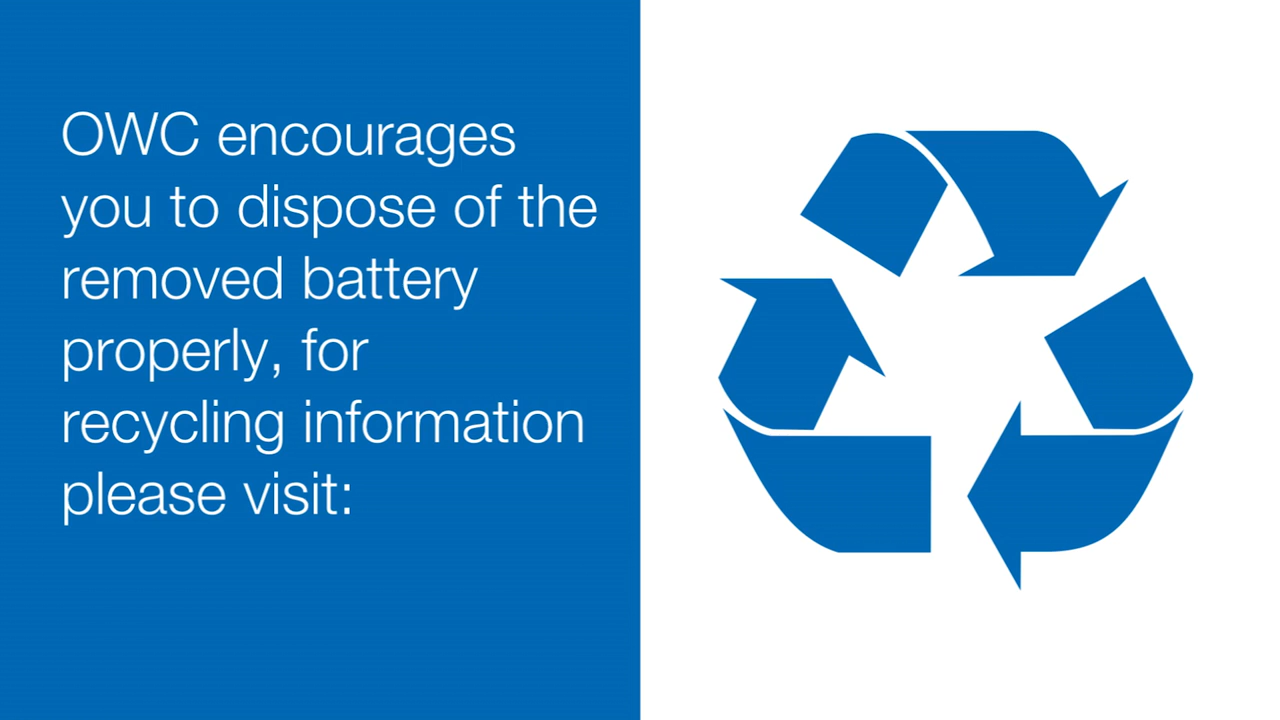 OWC encourages
you to dispose of the
removed battery
properly, for
recycling information
please visit: